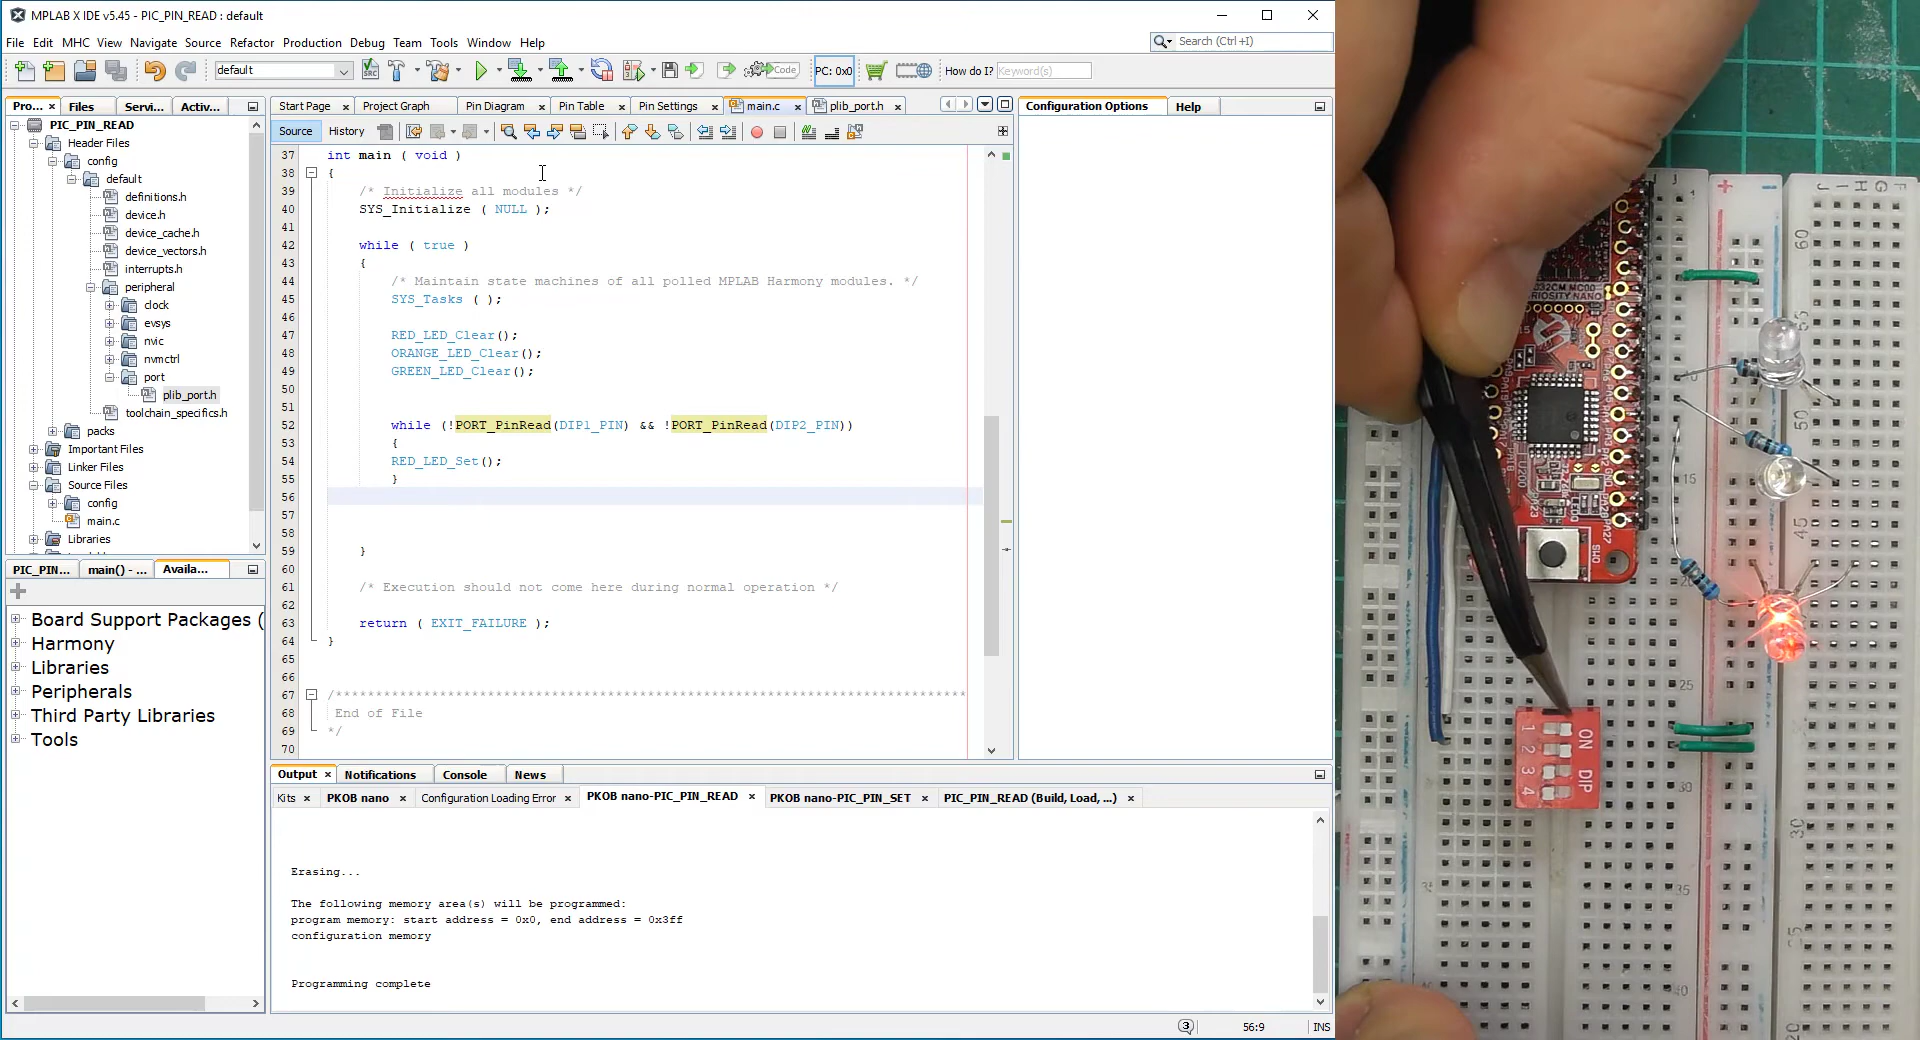 MPLAB X IDE v5.45 - PIC_PIN_READ : default
File Edit MHC View Navigate Source Refactor Production Debug Team Tools Window Help
Search (Ctrl+I)
default
PC: 0x0
How do I? Keyword(s)
Pro... Files Servi... Activ...
PIC_PIN_READ
Header Files
config
default
definitions.h
device.h
device_cache.h
device_vectors.h
interrupts.h
peripheral
clock
evsys
nvic
nvmctrl
port
plib_port.h
toolchain_specifics.h
packs
Important Files
Linker Files
Source Files
config
main.c
Libraries
PIC_PIN... main() - ... Availa...
Board Support Packages (
Harmony
Libraries
Peripherals
Third Party Libraries
Tools
Start Page Project Graph Pin Diagram Pin Table Pin Settings main.c plib_port.h
Source History
37 int main ( void )
38 {
39 /* Initialize all modules */
40 SYS_Initialize ( NULL );
41
42 while ( true )
43 {
44 /* Maintain state machines of all polled MPLAB Harmony modules. */
45 SYS_Tasks ( );
46
47 RED_LED_Clear();
48 ORANGE_LED_Clear();
49 GREEN_LED_Clear();
50
51
52 while (!PORT_PinRead(DIP1_PIN) && !PORT_PinRead(DIP2_PIN))
53 {
54 RED_LED_Set();
55 }
56
57
58
59 }
60
61 /* Execution should not come here during normal operation */
62
63 return ( EXIT_FAILURE );
64 }
65
66
67 /*******************************************************************************
68 End of File
69 */
70
Configuration Options Help
Output Notifications Console News
Kits PKOB nano Configuration Loading Error PKOB nano-PIC_PIN_READ PKOB nano-PIC_PIN_SET PIC_PIN_READ (Build, Load, ...)
Erasing...
The following memory area(s) will be programmed:
program memory: start address = 0x0, end address = 0x3ff
configuration memory
Programming complete
3 56:9 INS
ON DIP
1 2 3 4